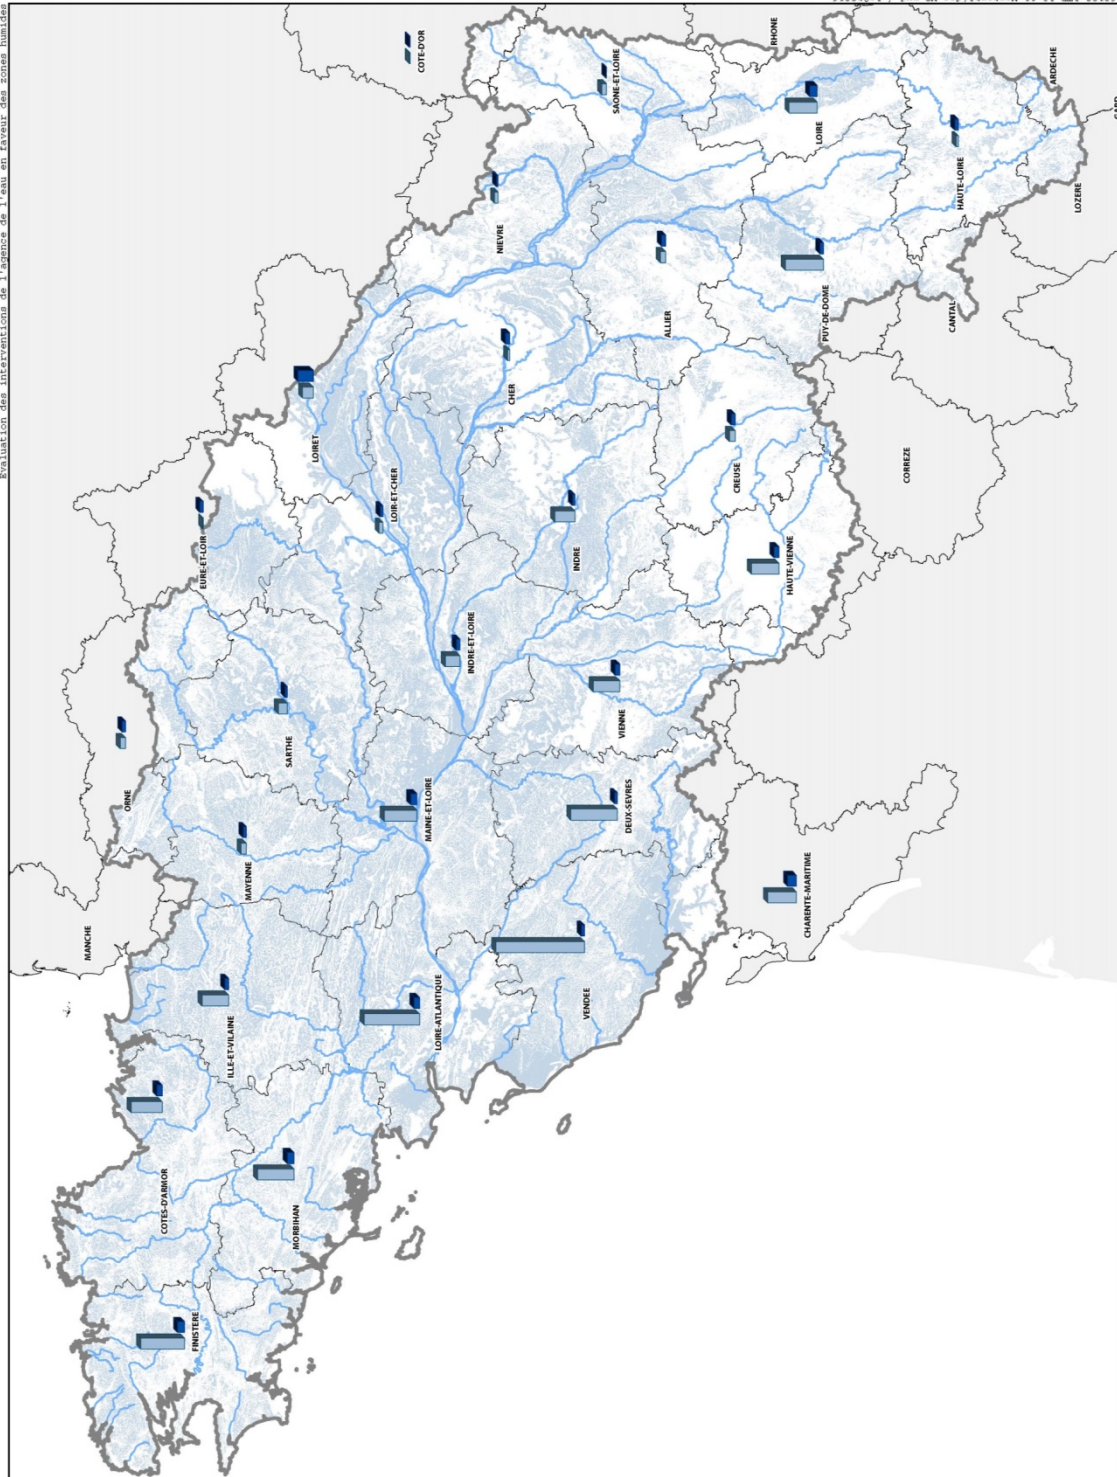 Evaluation des interventions de l'agence de l'eau en faveur des zones humides
FINISTERE
COTES-D'ARMOR
MORBIHAN
ILLE-ET-VILAINE
MANCHE
LOIRE-ATLANTIQUE
VENDEE
MAYENNE
ORNE
MAINE-ET-LOIRE
DEUX-SEVRES
CHARENTE-MARITIME
SARTHE
INDRE-ET-LOIRE
VIENNE
EURE-ET-LOIR
LOIR-ET-CHER
INDRE
HAUTE-VIENNE
LOIRET
CHER
CREUSE
CORREZE
ALLIER
PUY-DE-DOME
CANTAL
NIEVRE
COTE-D'OR
SAONE-ET-LOIRE
LOIRE
HAUTE-LOIRE
LOZERE
RHONE
ARDECHE
GARD